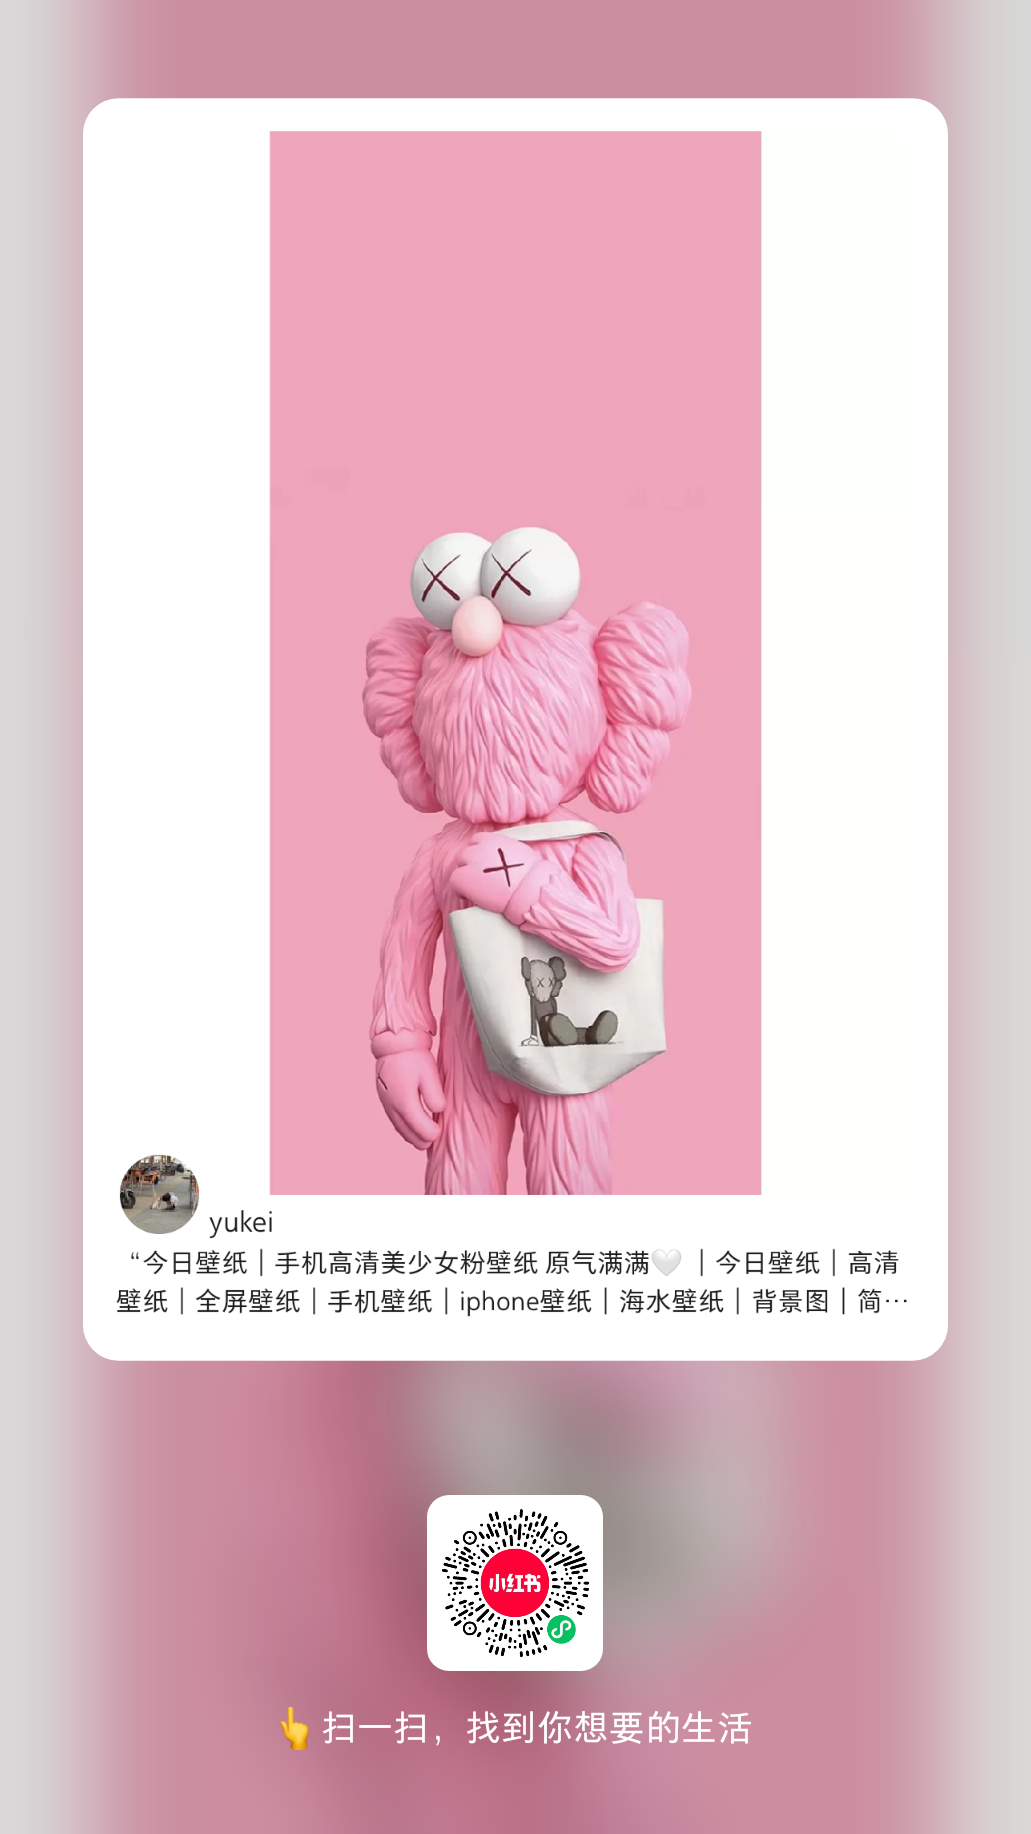 yukei
“今日壁纸｜手机高清美少女粉壁纸 原气满满🤍 ｜今日壁纸｜高清
壁纸｜全屏壁纸｜手机壁纸｜iphone壁纸｜海水壁纸｜背景图｜简…
小红书
👆 扫一扫，找到你想要的生活